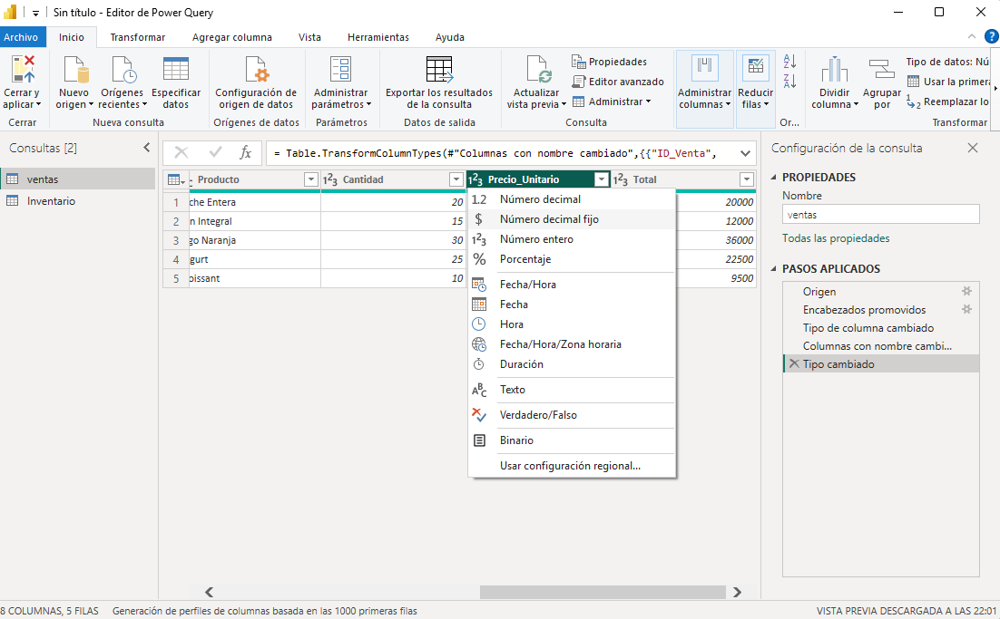 Sin título - Editor de Power Query
Archivo Inicio Transformar Agregar columna Vista Herramientas Ayuda ?
Cerrar y aplicar
Cerrar
Nuevo origen
Orígenes recientes
Especificar datos
Nueva consulta
Configuración de origen de datos
Orígenes de datos
Administrar parámetros
Parámetros
Exportar los resultados de la consulta
Datos de salida
Actualizar vista previa
Propiedades
Editor avanzado
Administrar
Consulta
Administrar columnas
Reducir filas
A Z
Z A
Or...
Dividir columna
Agrupar por
Tipo de datos: Nú
Usar la primera
1 2 Reemplazar lo
Transformar
Consultas [2]
ventas
Inventario
fx = Table.TransformColumnTypes(#"Columnas con nombre cambiado",{{"ID_Venta",
Producto 123 Cantidad 123 Precio_Unitario 123 Total
1 che Entera 20 20000
2 n Integral 15 12000
3 go Naranja 30 36000
4 gurt 25 22500
5 oissant 10 9500
1.2 Número decimal
$ Número decimal fijo
123 Número entero
% Porcentaje
Fecha/Hora
Fecha
Hora
Fecha/Hora/Zona horaria
Duración
ABC Texto
Verdadero/Falso
Binario
Usar configuración regional...
Configuración de la consulta
PROPIEDADES
Nombre
ventas
Todas las propiedades
PASOS APLICADOS
Origen
Encabezados promovidos
Tipo de columna cambiado
Columnas con nombre cambi...
Tipo cambiado
8 COLUMNAS, 5 FILAS Generación de perfiles de columnas basada en las 1000 primeras filas VISTA PREVIA DESCARGADA A LAS 22:01